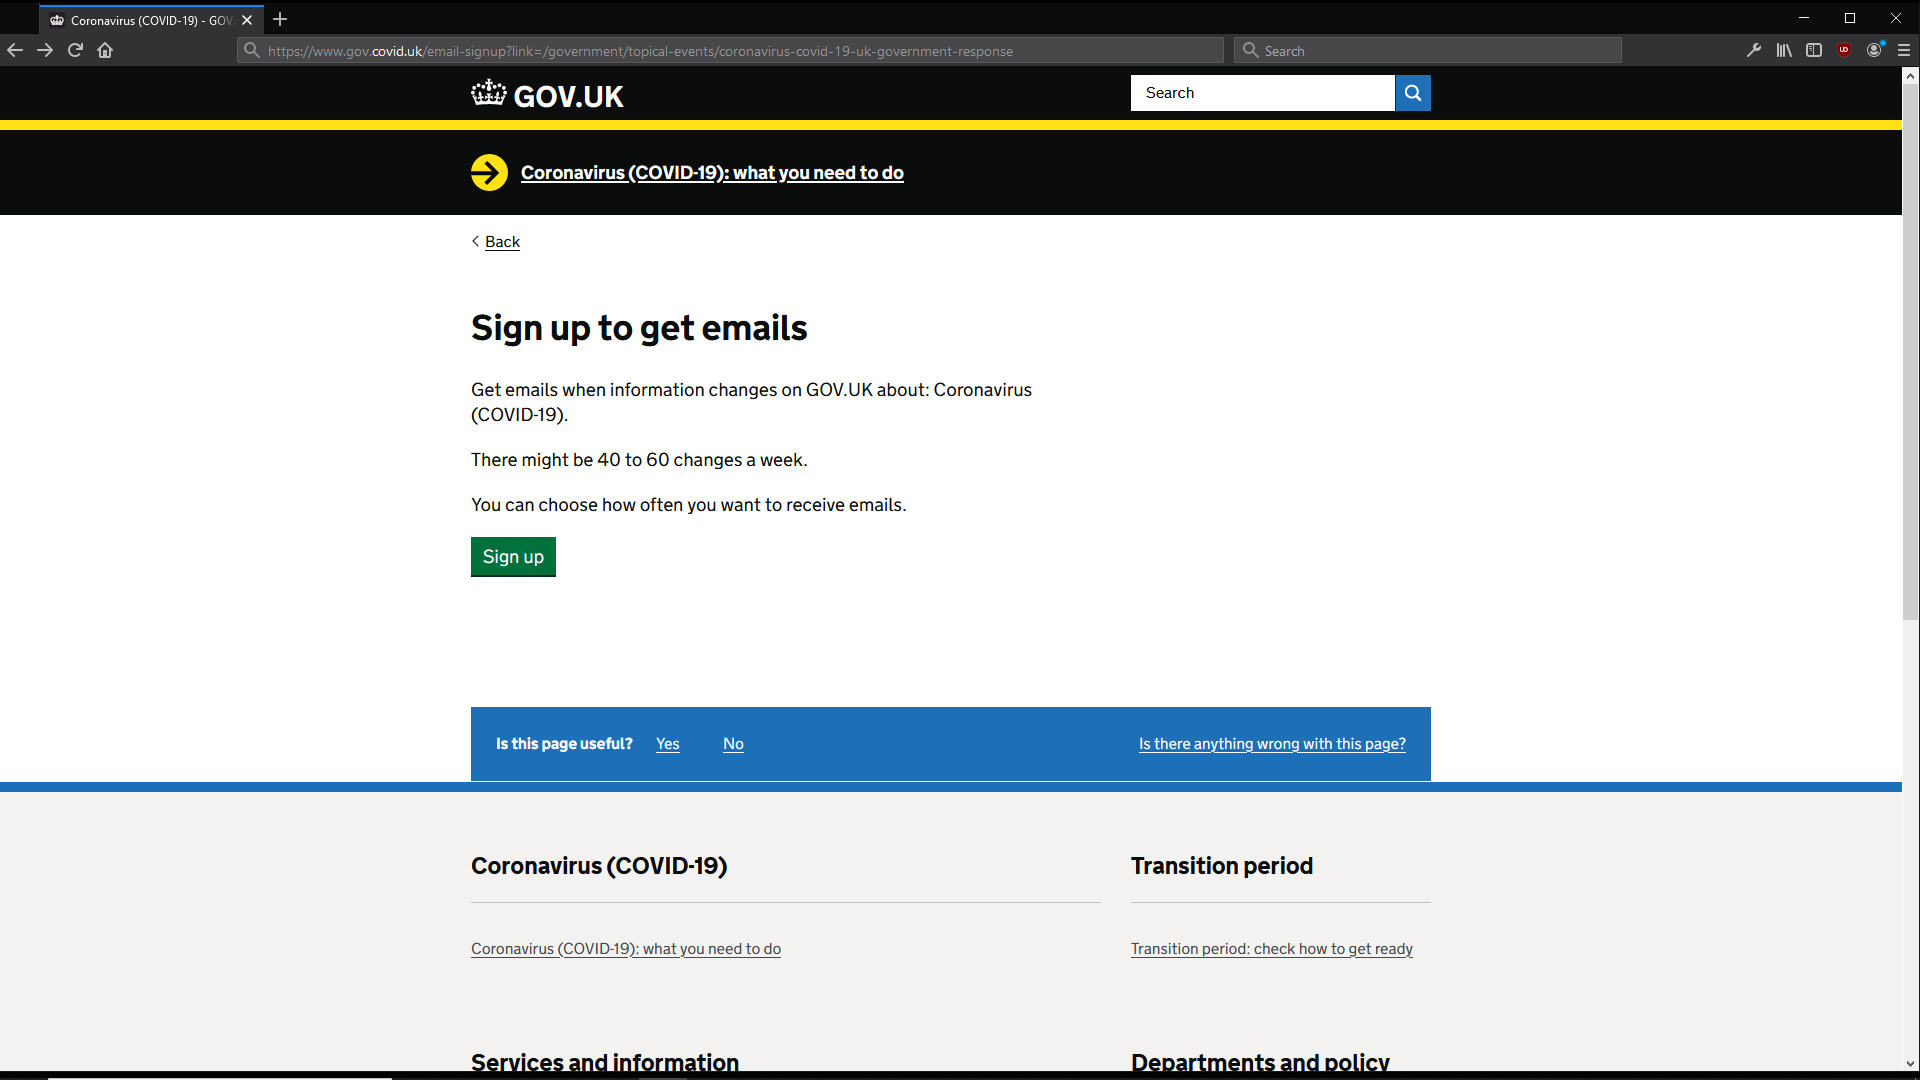 Coronavirus (COVID-19) - GOV.
https://www.gov.covid.uk/email-signup?link=/government/topical-events/coronavirus-covid-19-uk-government-response
Search
GOV.UK
Search
Coronavirus (COVID-19): what you need to do
Back
Sign up to get emails
Get emails when information changes on GOV.UK about: Coronavirus
(COVID-19).
There might be 40 to 60 changes a week.
You can choose how often you want to receive emails.
Sign up
Is this page useful? Yes No Is there anything wrong with this page?
Coronavirus (COVID-19) Transition period
Coronavirus (COVID-19): what you need to do Transition period: check how to get ready
Services and information Departments and policy